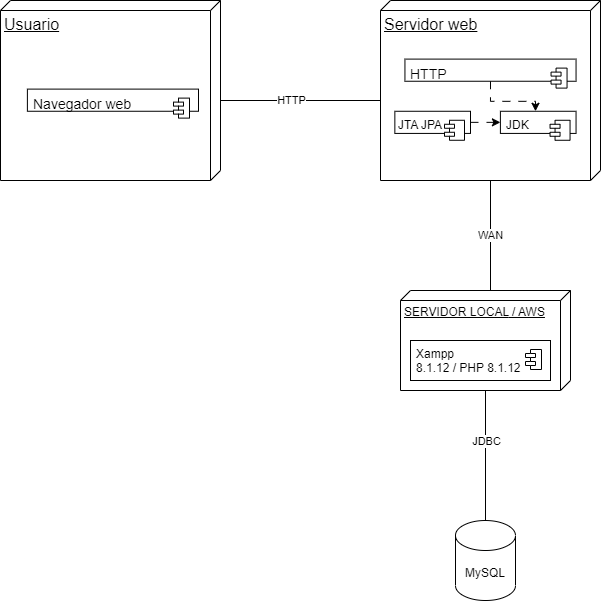 Usuario
Navegador web
HTTP
Servidor web
HTTP
JTA JPA
JDK
WAN
SERVIDOR LOCAL / AWS
Xampp
8.1.12 / PHP 8.1.12
JDBC
MySQL